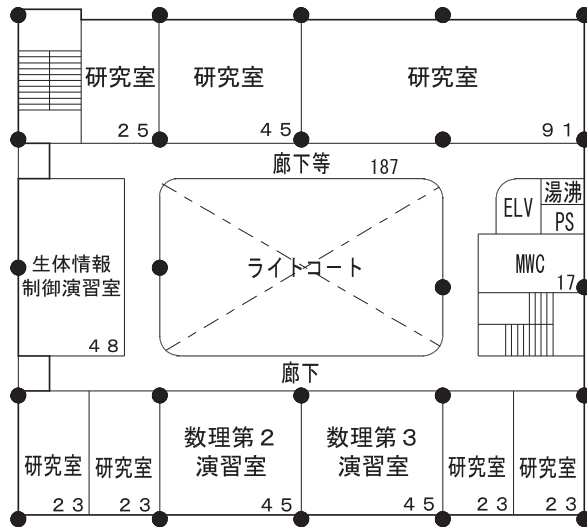 研究室
25
研究室
45
研究室
91
廊下等 187
ELV
湯沸
PS
生体情報
制御演習室
48
ライトコート
MWC
17
廊下
研究室
23
研究室
23
数理第2
演習室
45
数理第3
演習室
45
研究室
23
研究室
23